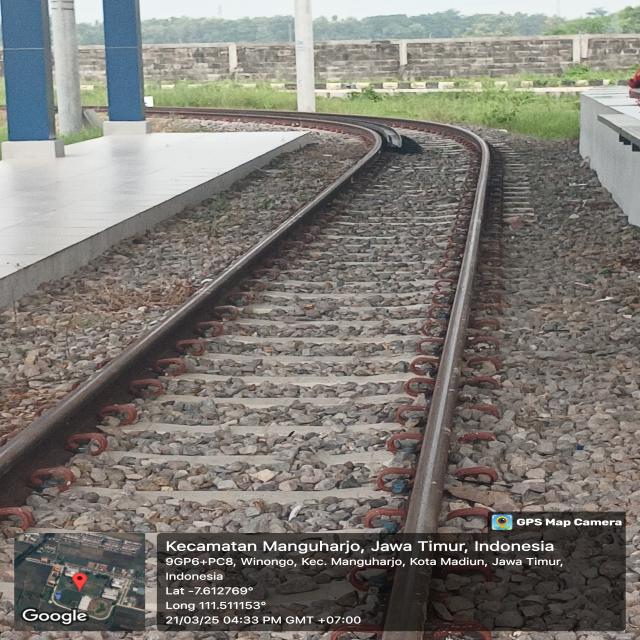 GPS Map Camera
Kecamatan Manguharjo, Jawa Timur, Indonesia
9GP6+PC8, Winongo, Kec. Manguharjo, Kota Madiun, Jawa Timur,
Indonesia
Lat -7.612769°
Long 111.511153°
21/03/25 04:33 PM GMT +07:00
Google